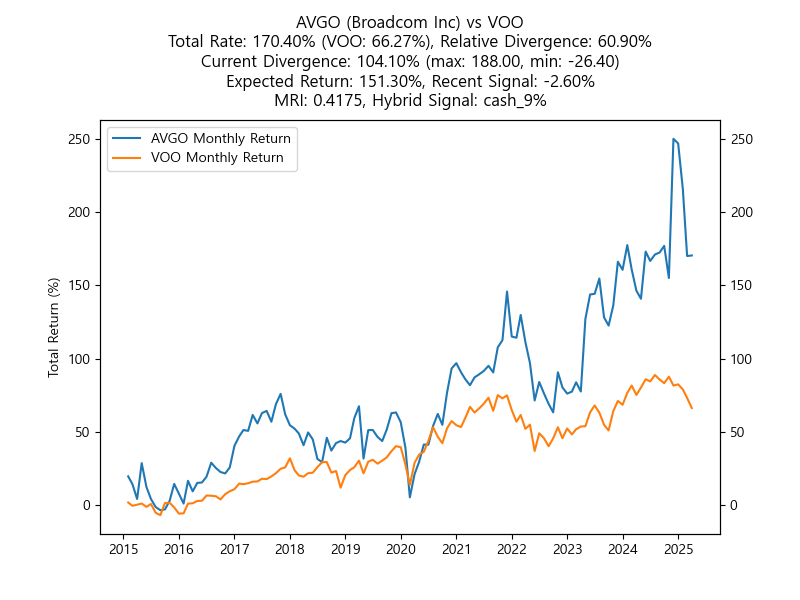 AVGO (Broadcom Inc) vs VOO
Total Rate: 170.40% (VOO: 66.27%), Relative Divergence: 60.90%
Current Divergence: 104.10% (max: 188.00, min: -26.40)
Expected Return: 151.30%, Recent Signal: -2.60%
MRI: 0.4175, Hybrid Signal: cash_9%
AVGO Monthly Return
VOO Monthly Return
Total Return (%)
250
200
150
100
50
0
250
200
150
100
50
0
2015 2016 2017 2018 2019 2020 2021 2022 2023 2024 2025